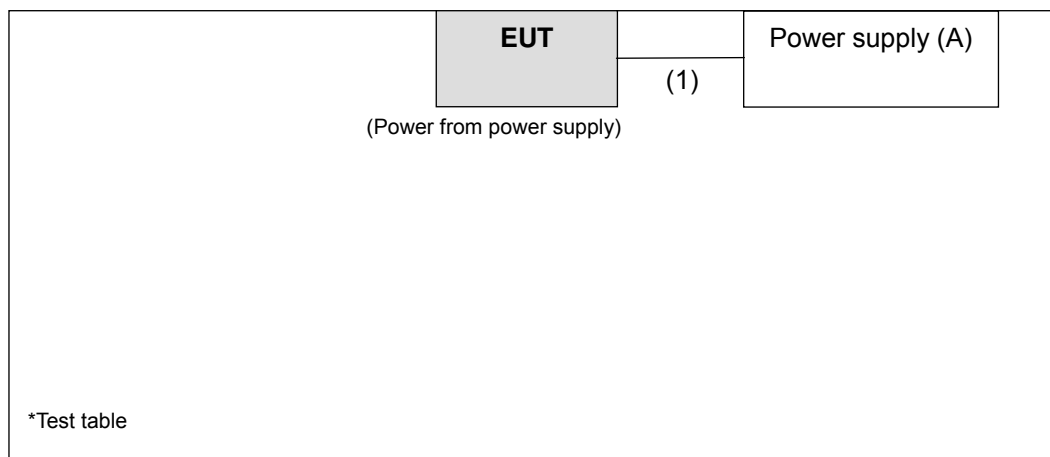 EUT
Power supply (A)
(1)
(Power from power supply)
*Test table